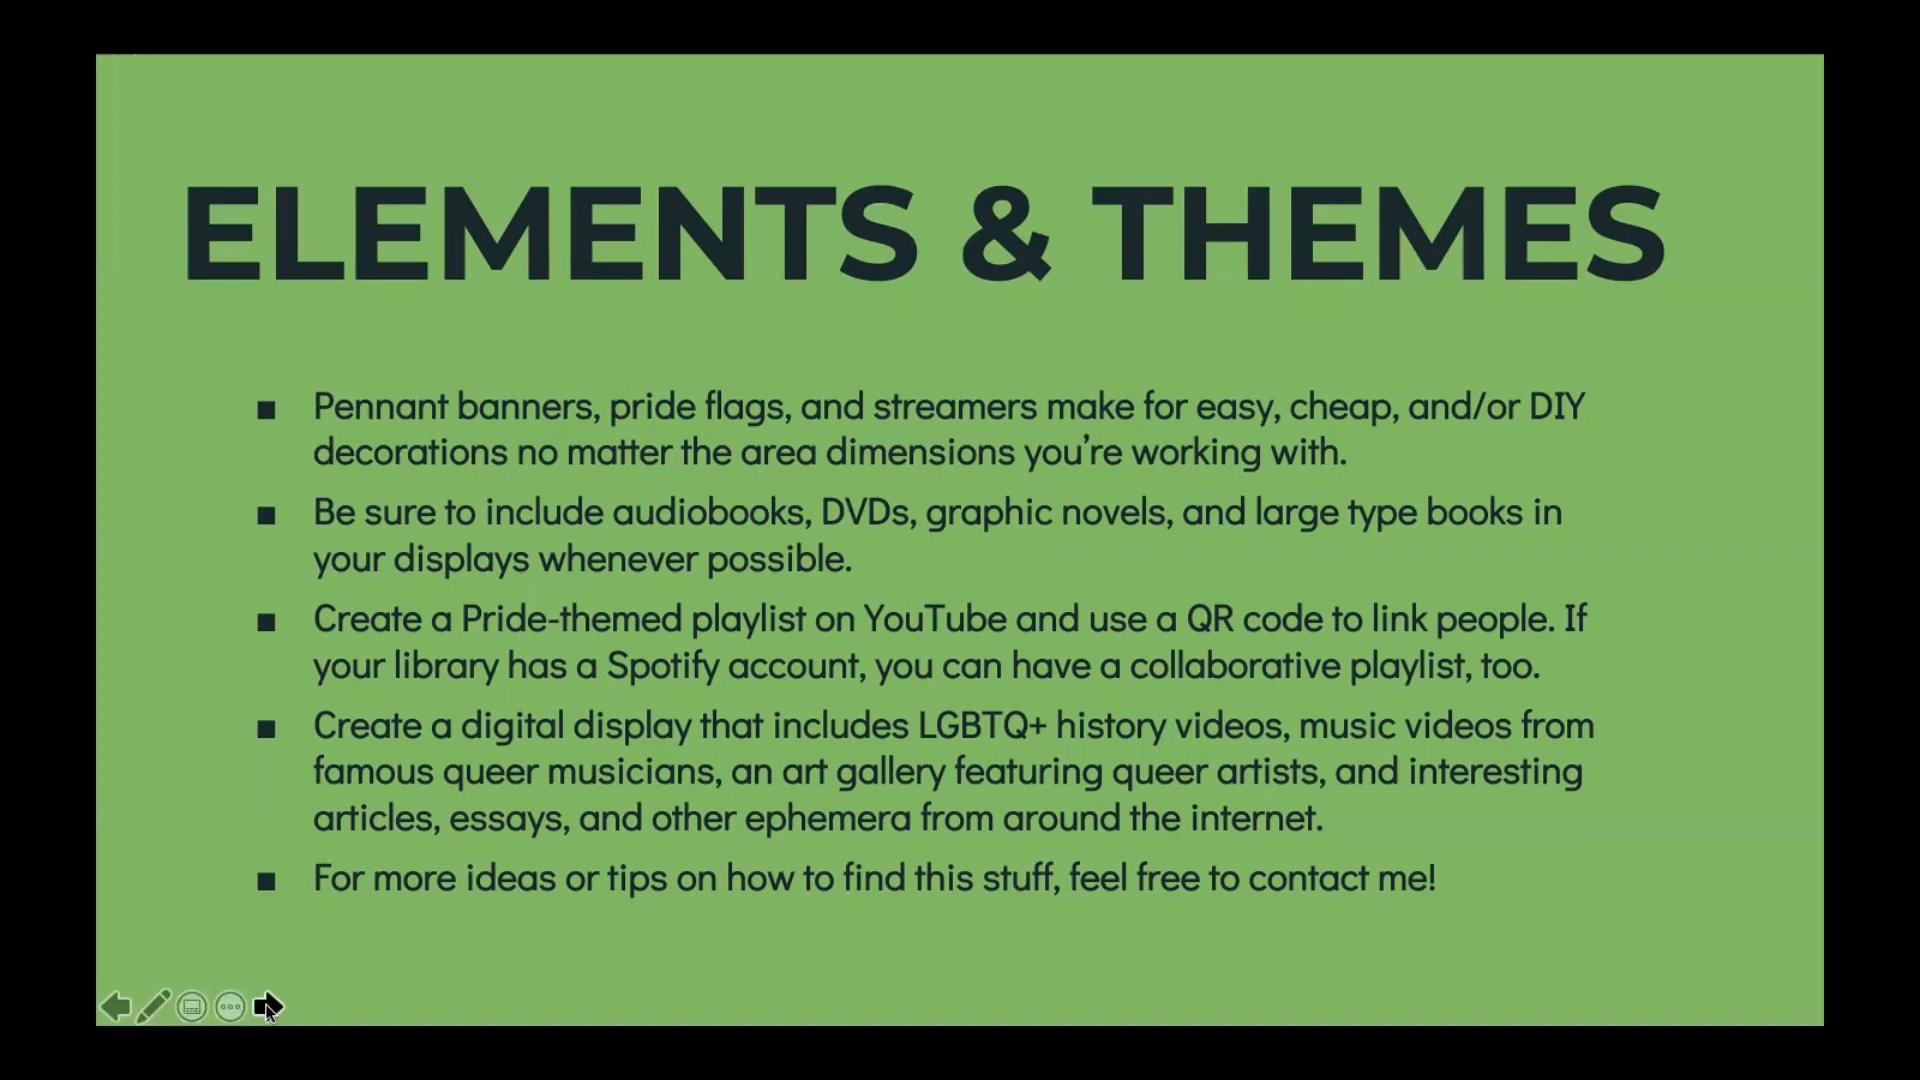 ELEMENTS & THEMES
▪ Pennant banners, pride flags, and streamers make for easy, cheap, and/or DIY
decorations no matter the area dimensions you’re working with.
▪ Be sure to include audiobooks, DVDs, graphic novels, and large type books in
your displays whenever possible.
▪ Create a Pride-themed playlist on YouTube and use a QR code to link people. If
your library has a Spotify account, you can have a collaborative playlist, too.
▪ Create a digital display that includes LGBTQ+ history videos, music videos from
famous queer musicians, an art gallery featuring queer artists, and interesting
articles, essays, and other ephemera from around the internet.
▪ For more ideas or tips on how to find this stuff, feel free to contact me!